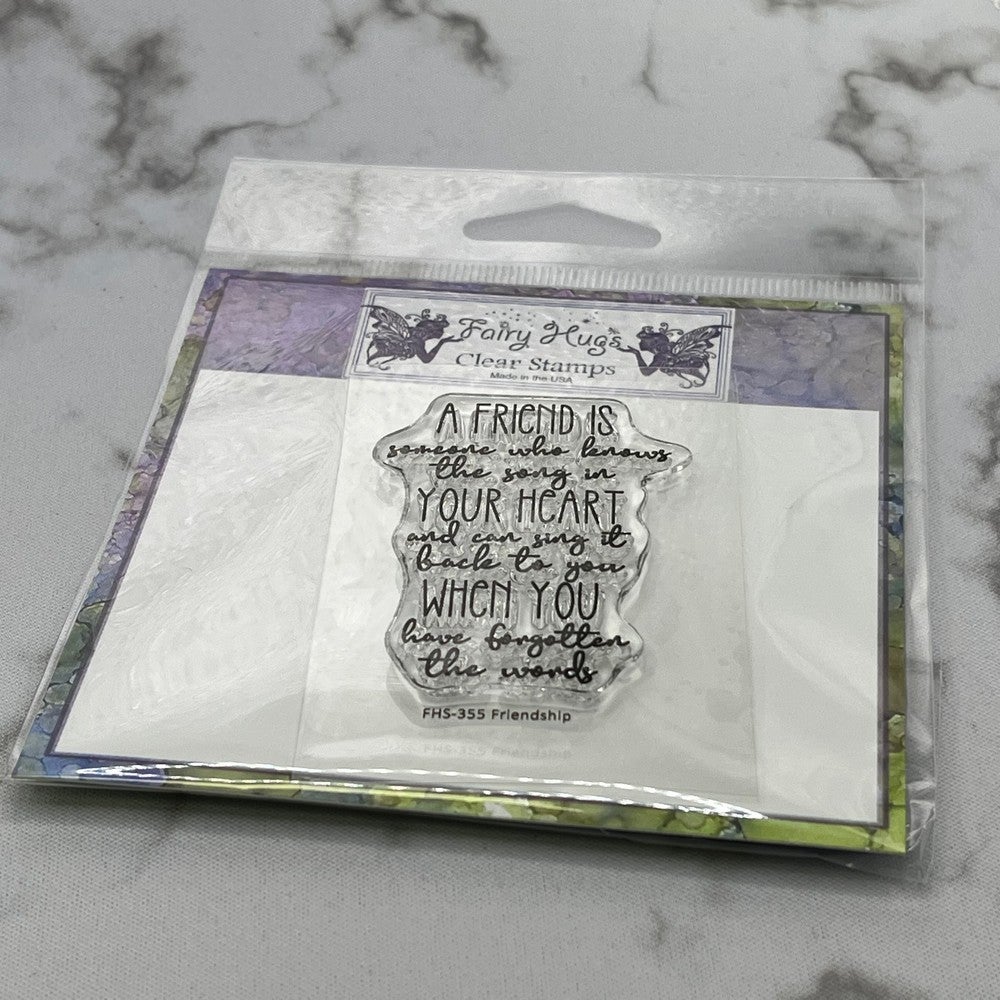 Fairy Hugs
Clear Stamps
Made in the USA
A FRIEND IS
someone who knows
the song in
YOUR HEART
and can sing it
back to you
WHEN YOU
have forgotten
the words
FHS-355 Friendship